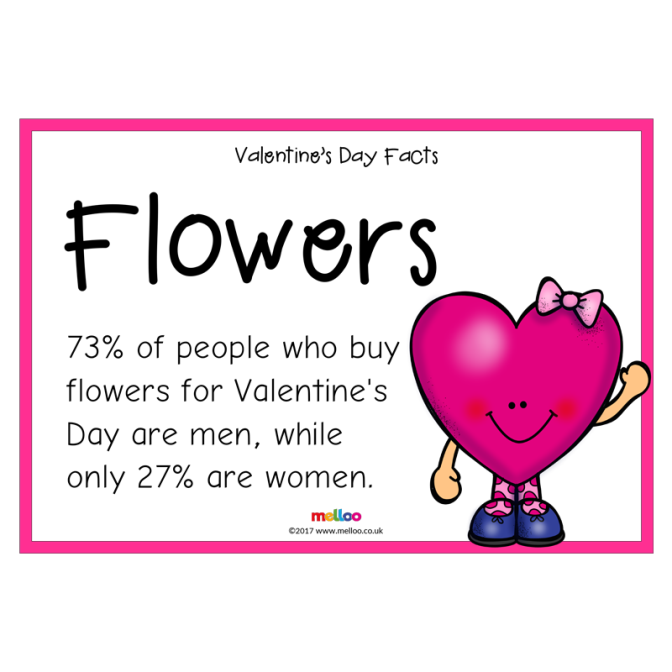 Valentine's Day Facts
Flowers
73% of people who buy
flowers for Valentine's
Day are men, while
only 27% are women.
melloo
©2017 www.melloo.co.uk